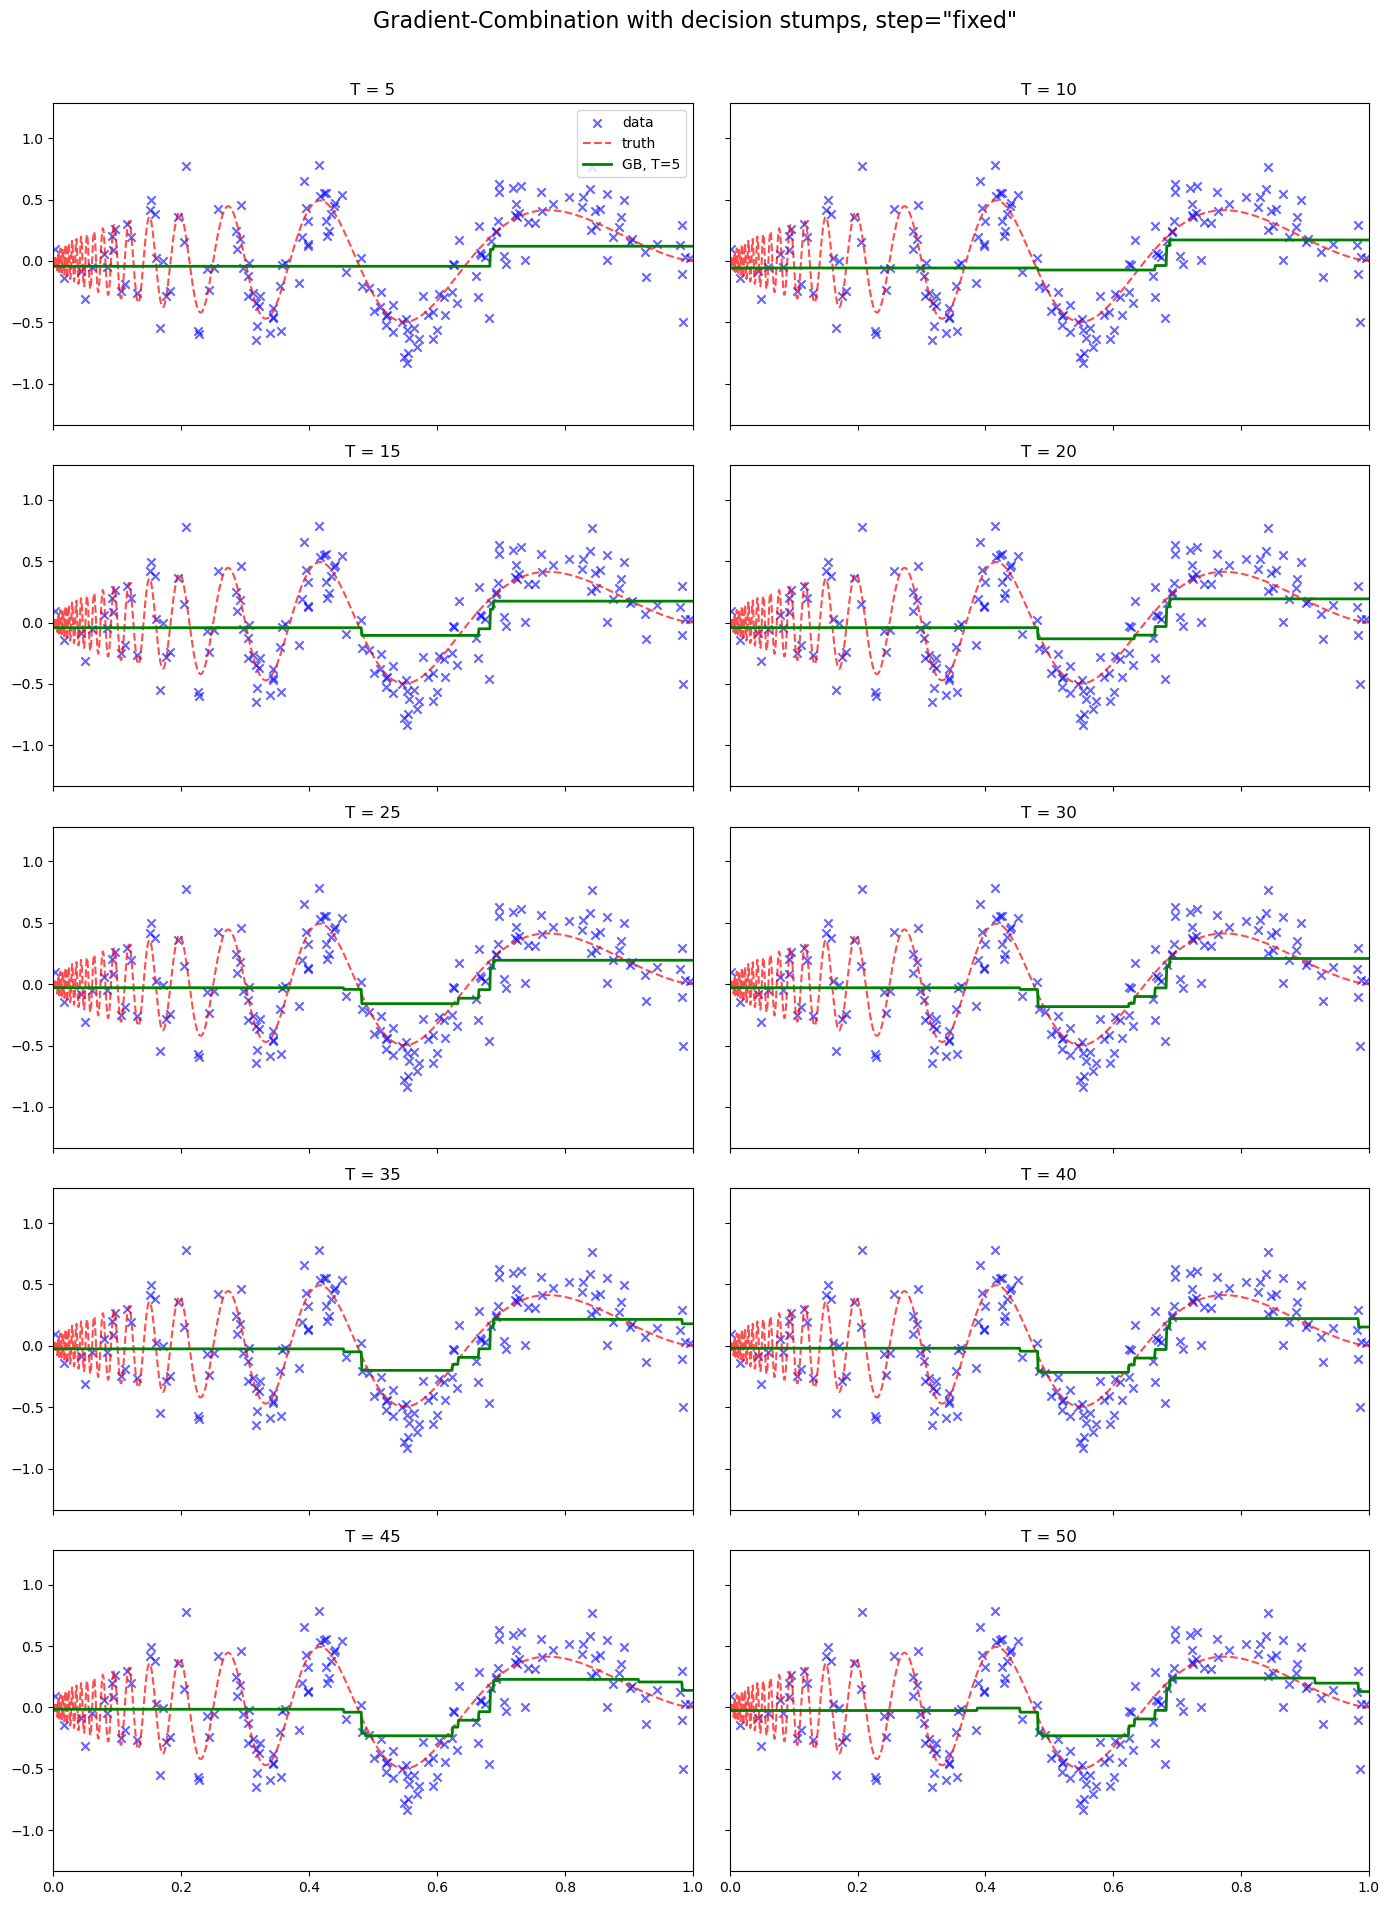 Gradient-Combination with decision stumps, step="fixed"
T = 5
T = 10
1.0
0.5
0.0
−0.5
−1.0
data
truth
GB, T=5
T = 15
T = 20
1.0
0.5
0.0
−0.5
−1.0
T = 25
T = 30
1.0
0.5
0.0
−0.5
−1.0
T = 35
T = 40
1.0
0.5
0.0
−0.5
−1.0
T = 45
T = 50
1.0
0.5
0.0
−0.5
−1.0
0.0 0.2 0.4 0.6 0.8 1.0
0.0 0.2 0.4 0.6 0.8 1.0